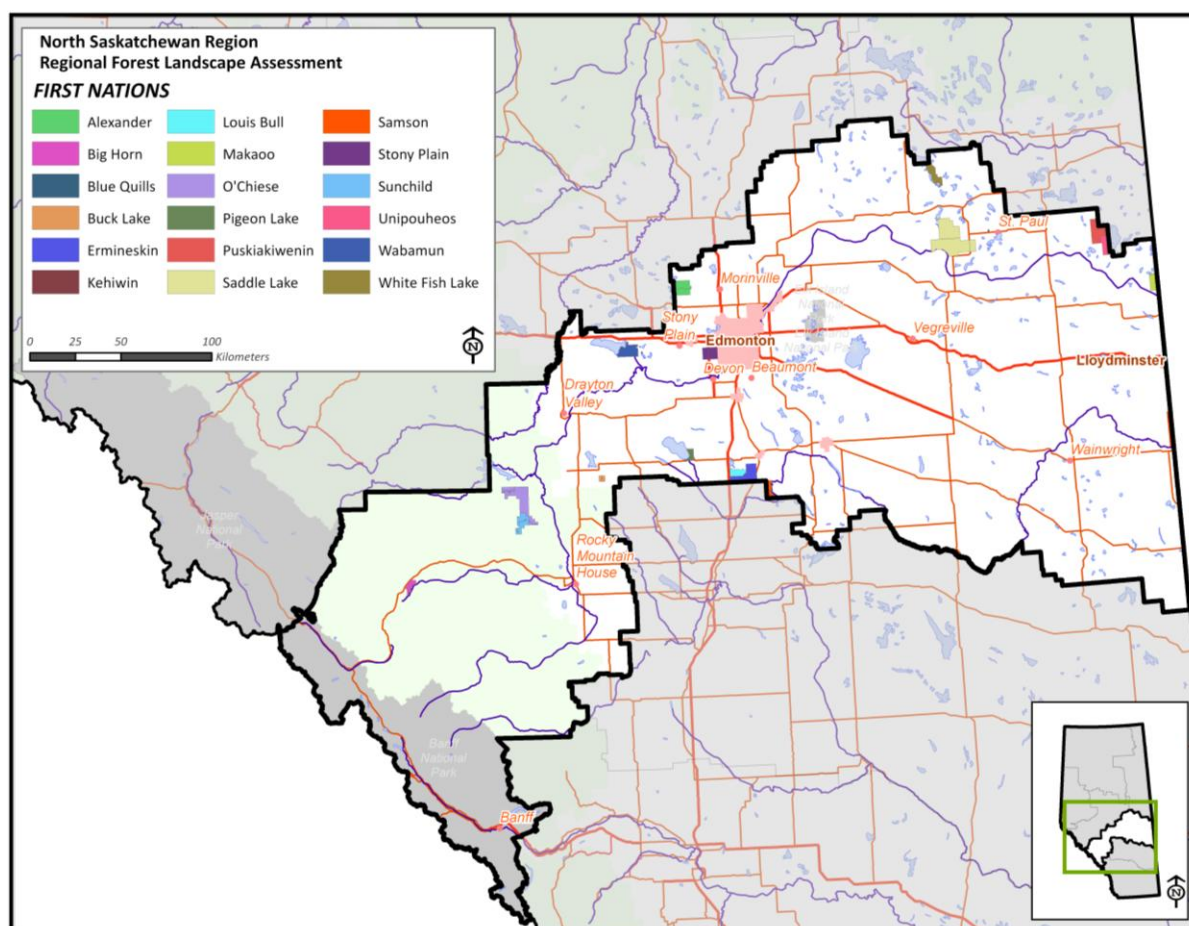 North Saskatchewan Region
Regional Forest Landscape Assessment
FIRST NATIONS
Alexander
Big Horn
Blue Quills
Buck Lake
Ermineskin
Kehiwin
Louis Bull
Makaoo
O'Chiese
Pigeon Lake
Puskiakiwenin
Saddle Lake
Samson
Stony Plain
Sunchild
Unipouheos
Wabamun
White Fish Lake
0 25 50 100
Kilometers
N
St. Paul
Morinville
Stony
Plain
Edmonton
National
National Park
Vegreville
Devon
Beaumont
Lloydminster
Drayton
Valley
Wainwright
Jasper
National
Park
Rocky
Mountain
House
Banff
National
Park
Banff
N